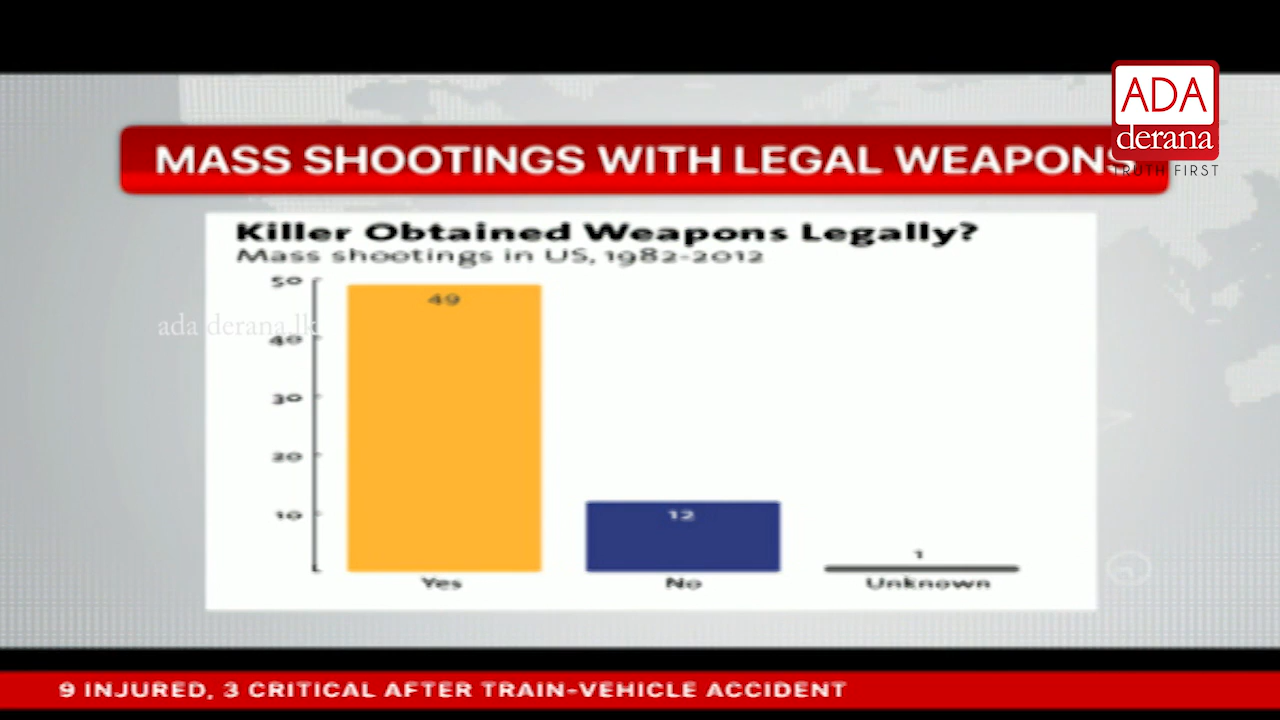 ADA
derana
TRUTH FIRST
MASS SHOOTINGS WITH LEGAL WEAPONS
Killer Obtained Weapons Legally?
Mass shootings in US, 1982-2012
50
49
ada derana.lk
40
30
20
10
12
1
Yes
No
Unknown
9 INJURED, 3 CRITICAL AFTER TRAIN-VEHICLE ACCIDENT